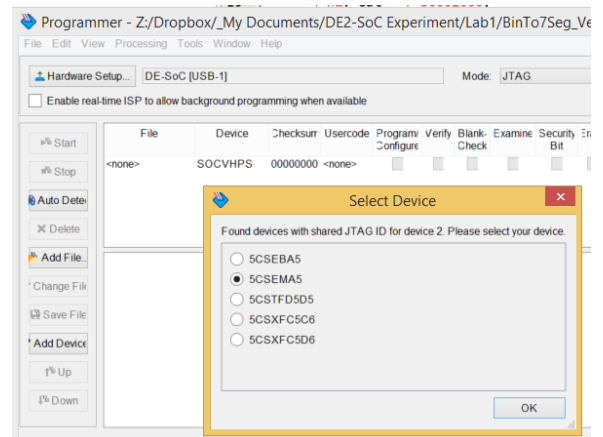 Programmer - Z:/Dropbox/_My Documents/DE2-SoC Experiment/Lab1/BinTo7Seg_Ve
File Edit View Processing Tools Window Help
Hardware Setup... DE-SoC [USB-1] Mode: JTAG
Enable real-time ISP to allow background programming when available
File Device Checksum Usercode Program/ Verify Blank- Examine Security Era
Configure Check Bit
Start
<none> SOCVHPS 00000000 <none>
Stop
Auto Dete
Delete
Add File..
Change File
Save File
Add Device
Up
Down
Select Device
Found devices with shared JTAG ID for device 2. Please select your device.
5CSEBA5
5CSEMA5
5CSTFD5D5
5CSXFC5C6
5CSXFC5D6
OK